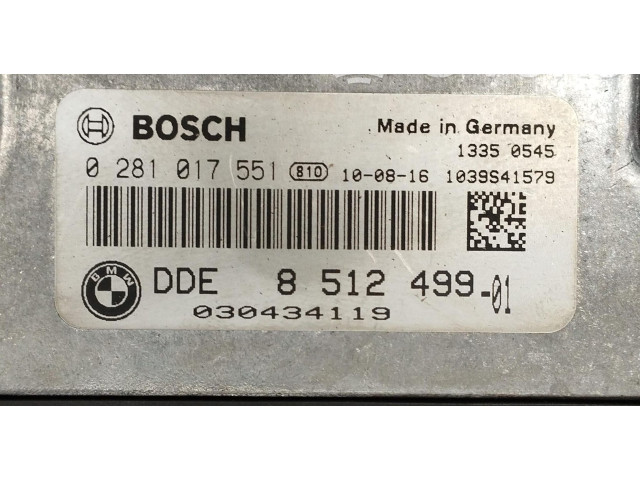 BOSCH Made in Germany
1335 0545
0 281 017 551 810 10-08-16 1039S41579
BMW DDE 8 512 499-01
030434119